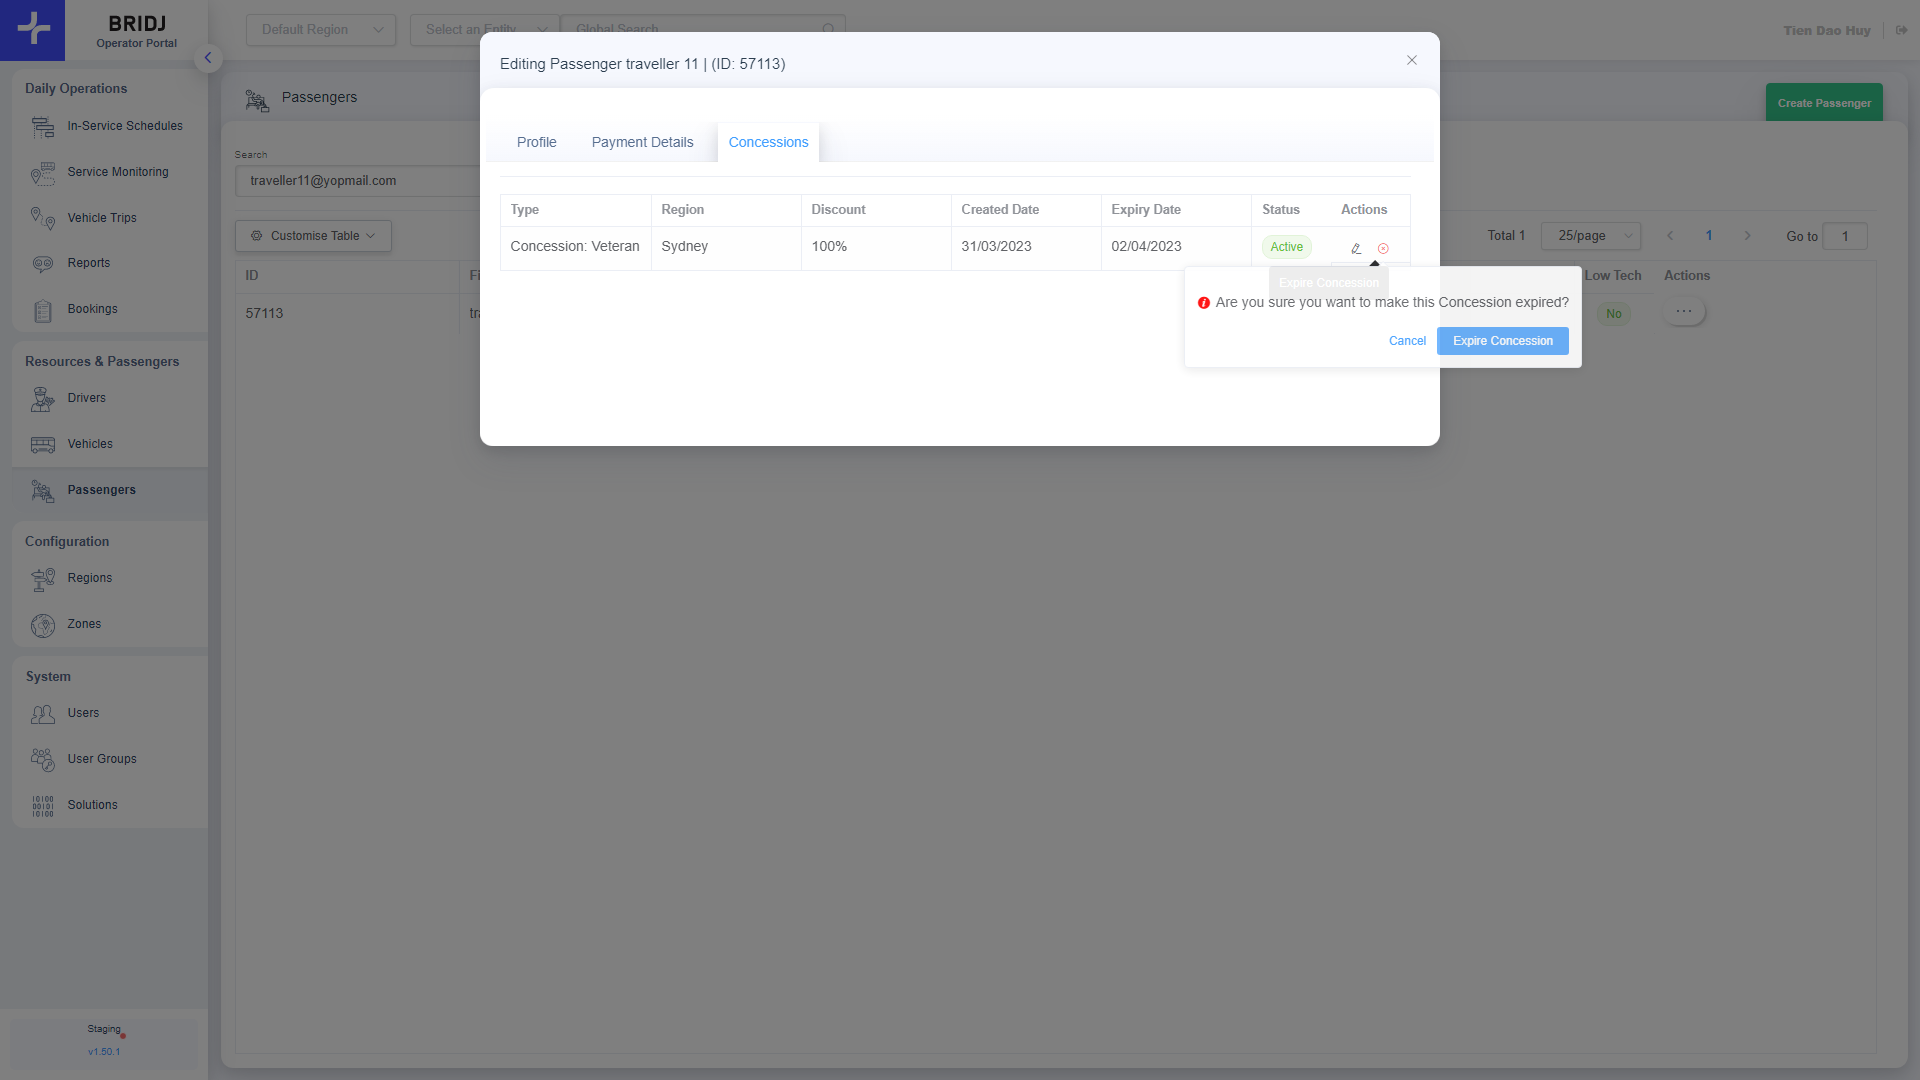 BRIDJ
Operator Portal
Default Region
Select an Entity
Global Search
Tien Dao Huy
Daily Operations
In-Service Schedules
Service Monitoring
Vehicle Trips
Reports
Bookings
Resources & Passengers
Drivers
Vehicles
Passengers
Configuration
Regions
Zones
System
Users
User Groups
Solutions
Staging
v1.50.1
Passengers
Create Passenger
Search
traveller11@yopmail.com
Customise Table
Total 1
25/page
1
Go to
1
ID
Fi
Low Tech
Actions
57113
tr
No
Editing Passenger traveller 11 | (ID: 57113)
Profile
Payment Details
Concessions
Type
Region
Discount
Created Date
Expiry Date
Status
Actions
Concession: Veteran
Sydney
100%
31/03/2023
02/04/2023
Active
Expire Concession
Are you sure you want to make this Concession expired?
Cancel
Expire Concession